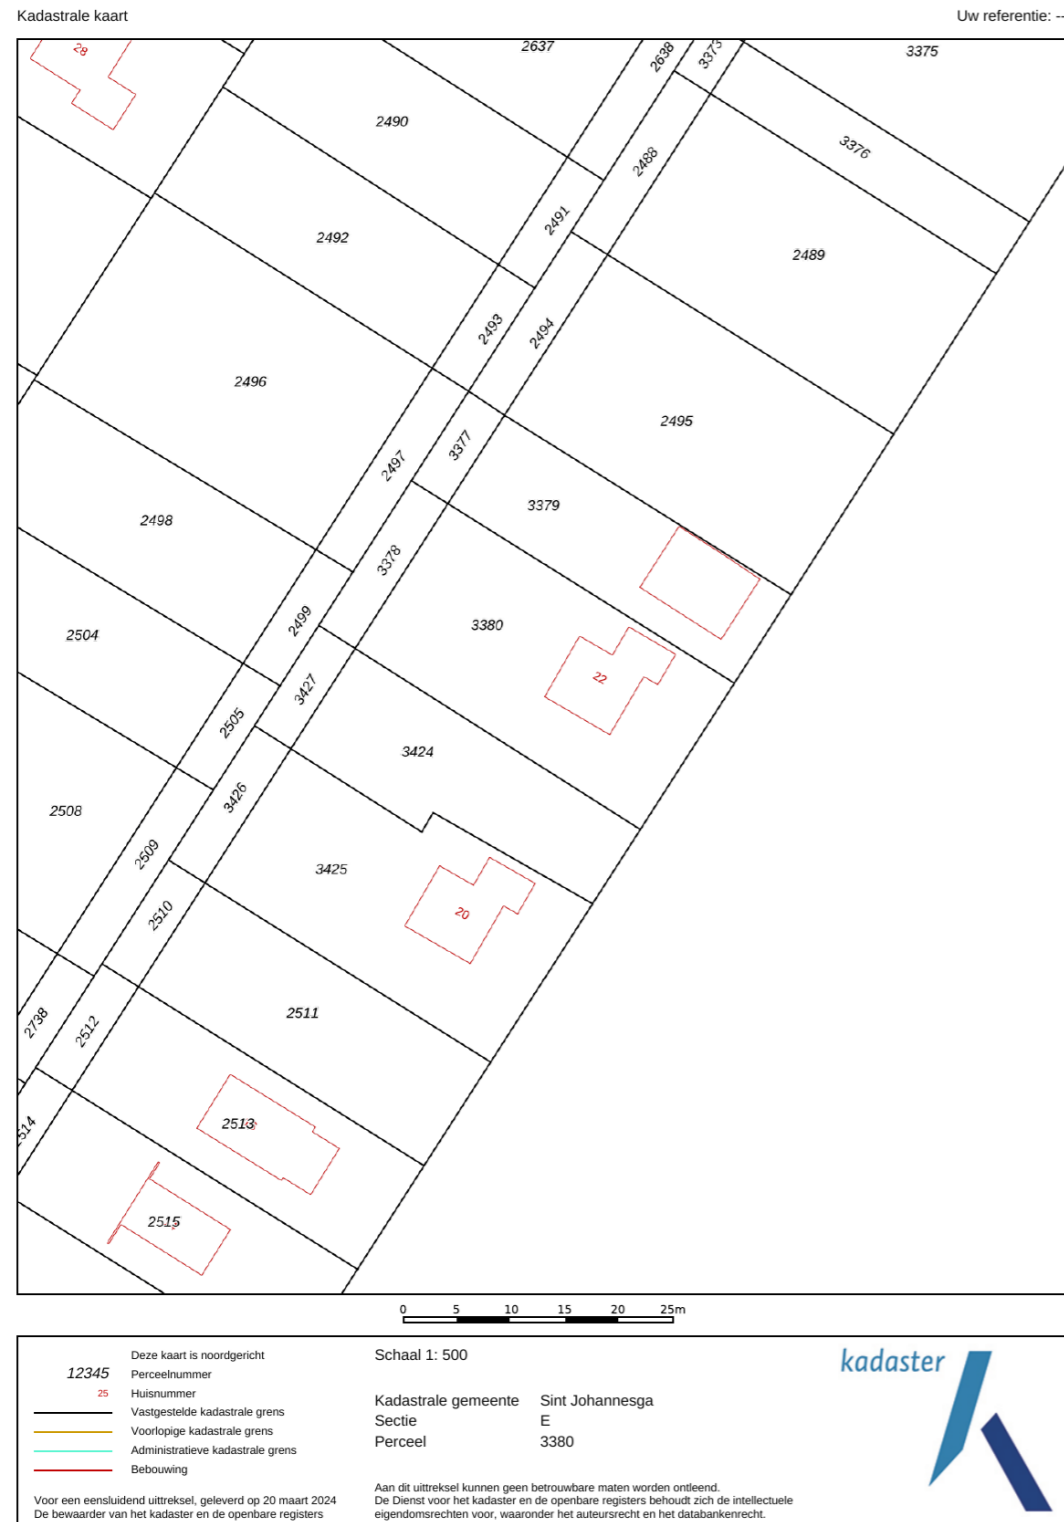 Kadastrale kaart
Uw referentie: --
28
2637
2638
3373
3375
2490
3376
2488
2491
2492
2489
2493
2494
2496
2495
3377
2497
3379
2498
3378
2499
3380
2504
22
3427
2505
3424
3426
2508
2509
3425
20
2510
2511
2738
2512
2513
2515
0 5 10 15 20 25m
Deze kaart is noordgericht
12345 Perceelnummer
25 Huisnummer
Vastgestelde kadastrale grens
Voorlopige kadastrale grens
Administratieve kadastrale grens
Bebouwing
Voor een eensluidend uittreksel, geleverd op 20 maart 2024
De bewaarder van het kadaster en de openbare registers
Schaal 1: 500
Kadastrale gemeente Sint Johannesga
Sectie E
Perceel 3380
Aan dit uittreksel kunnen geen betrouwbare maten worden ontleend.
De Dienst voor het kadaster en de openbare registers behoudt zich de intellectuele
eigendomsrechten voor, waaronder het auteursrecht en het databankenrecht.
kadaster